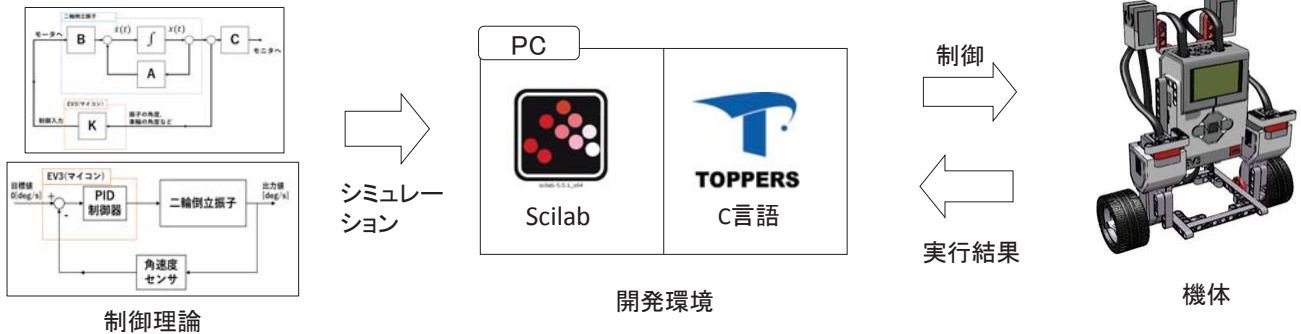 二輪倒立振子
モータへ
B
ẋ(t)
∫
x(t)
C
モニタへ
A
EV3(マイコン)
制御入力
K
振子の角度,
車輪の角度など
EV3(マイコン)
目標値
0[deg/s]
+
-
PID
制御器
二輪倒立振子
出力値
[deg/s]
角速度
センサ
制御理論
シミュレー
ション
PC
scilab-5.5.1_x64
Scilab
TOPPERS
C言語
開発環境
制御
実行結果
EV3
機体